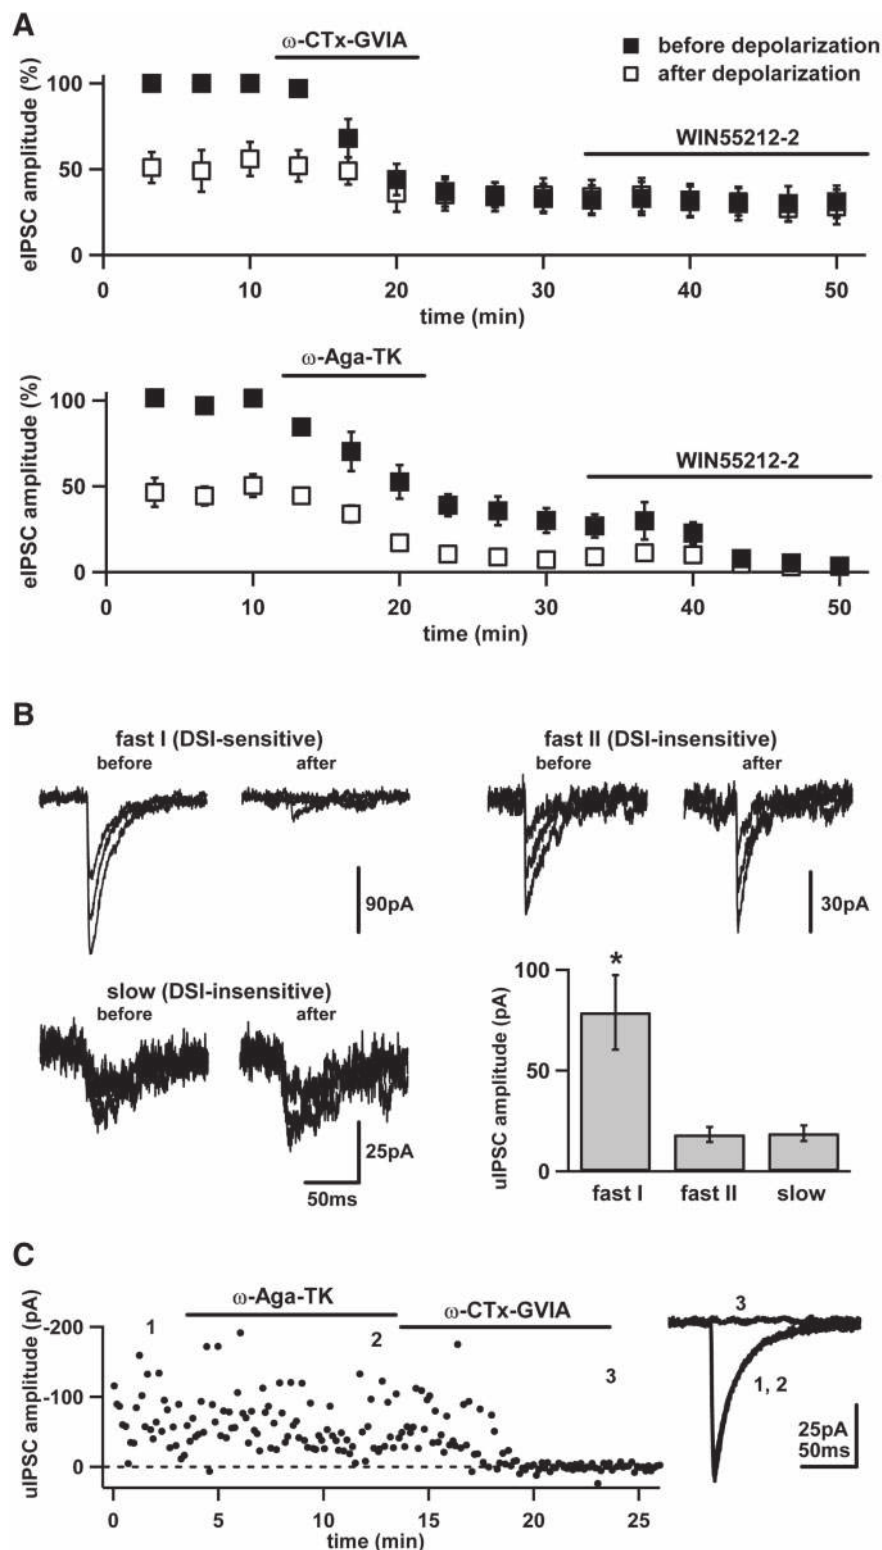 A
ω-CTx-GVIA
before depolarization
after depolarization
WIN55212-2
eIPSC amplitude (%)
100
50
0
0 10 20 30 40 50
time (min)
ω-Aga-TK
WIN55212-2
eIPSC amplitude (%)
100
50
0
0 10 20 30 40 50
time (min)
B
fast I (DSI-sensitive)
before after
90pA
fast II (DSI-insensitive)
before after
30pA
slow (DSI-insensitive)
before after
25pA
50ms
uIPSC amplitude (pA)
100
50
0
*
fast I fast II slow
C
ω-Aga-TK
ω-CTx-GVIA
uIPSC amplitude (pA)
-200
-100
0
1
2
3
0 5 10 15 20 25
time (min)
3
1, 2
25pA
50ms